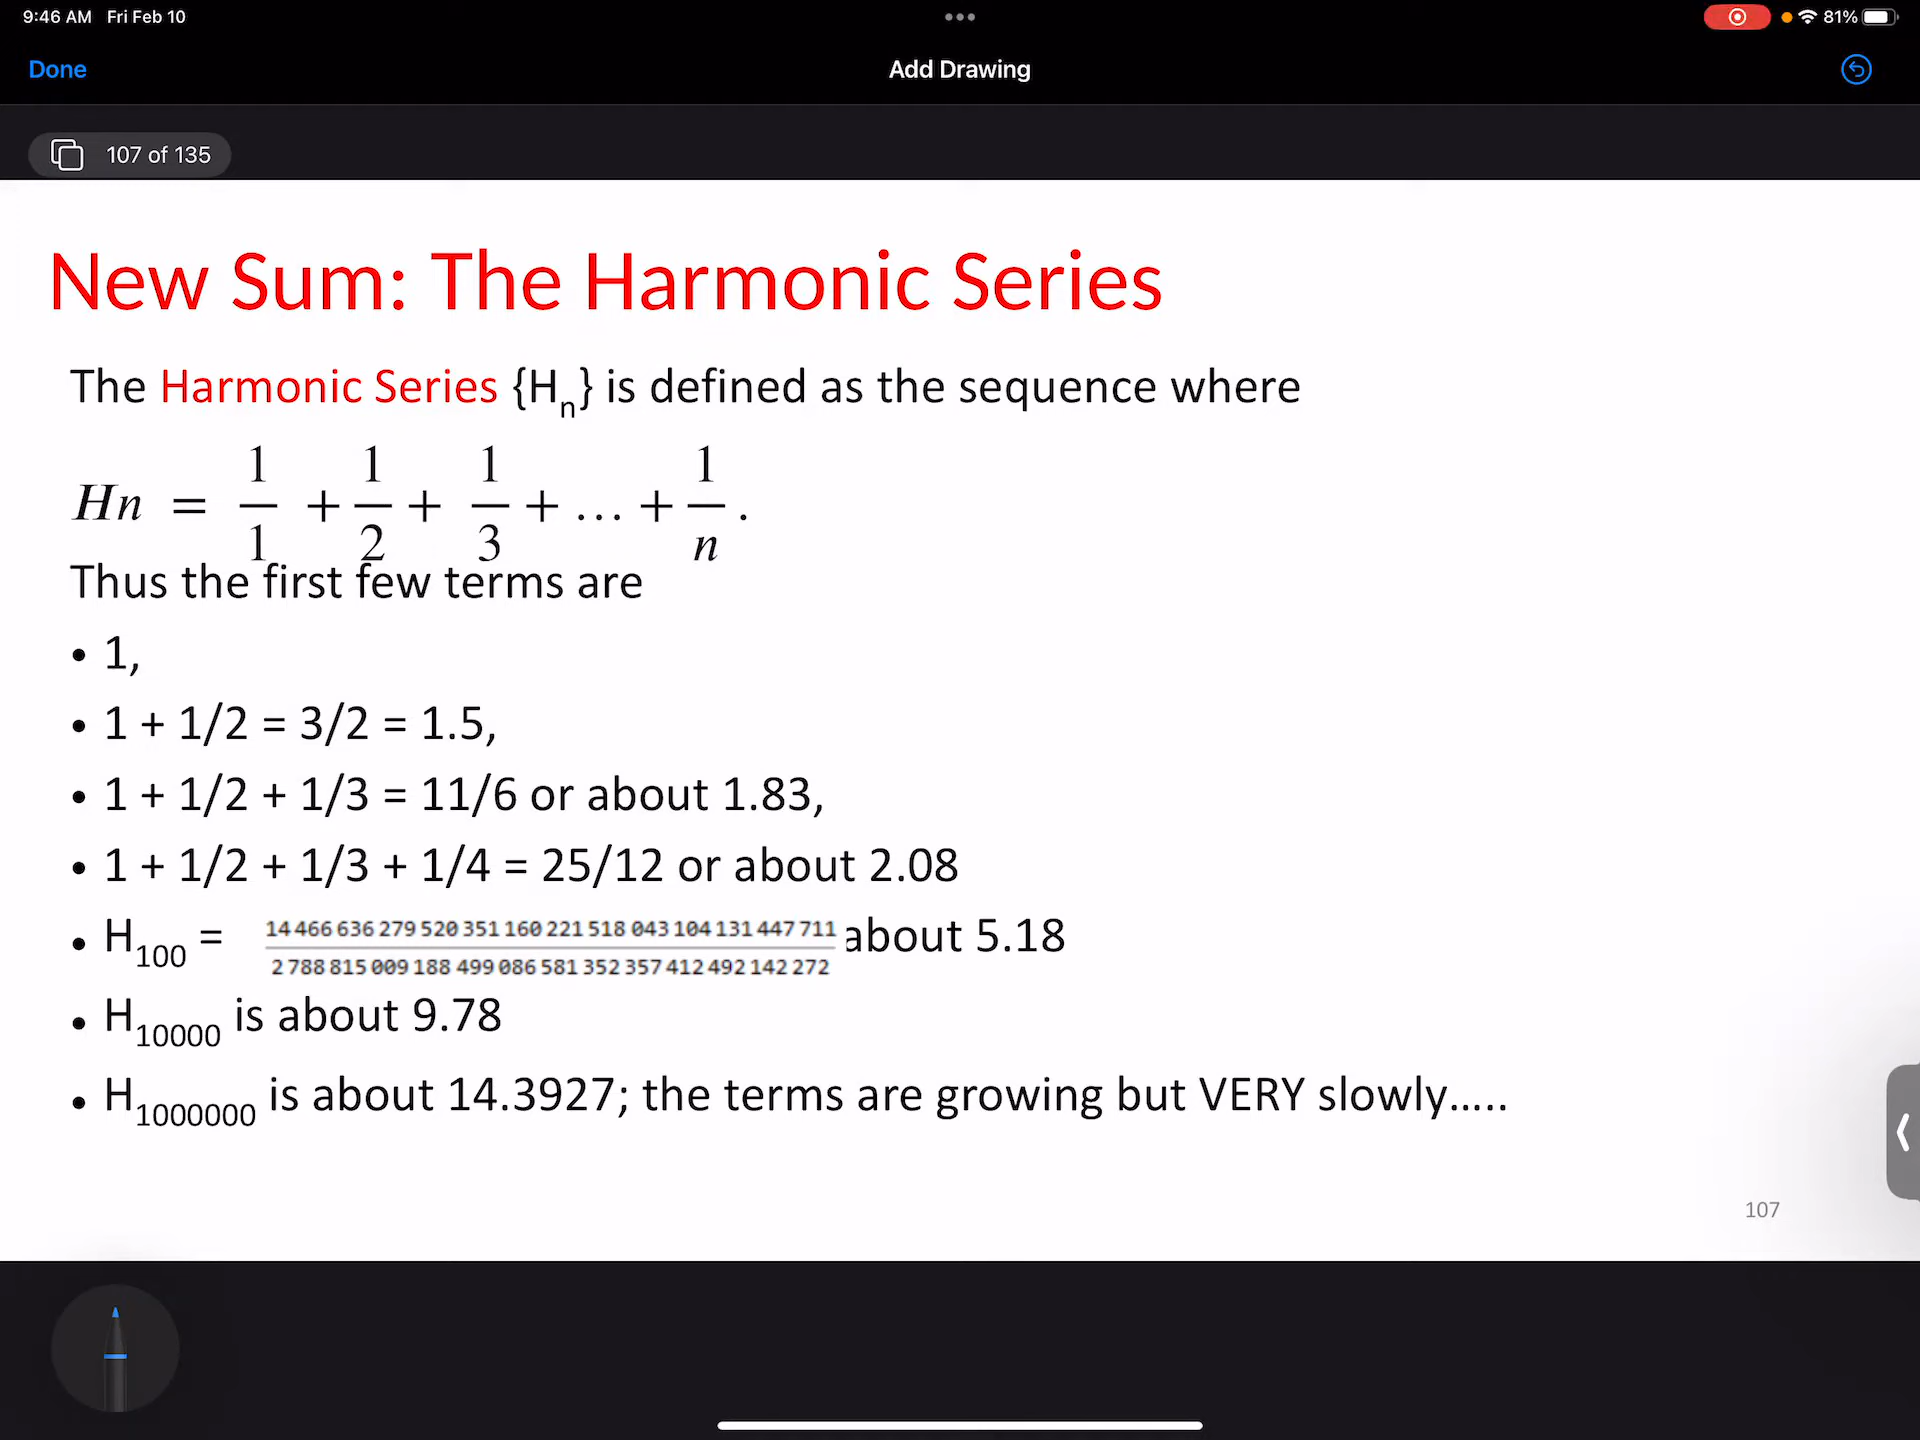 9:46 AM Fri Feb 10
81%
Done
Add Drawing
107 of 135
New Sum: The Harmonic Series
The Harmonic Series {Hn} is defined as the sequence where
Hn = 1/1 + 1/2 + 1/3 + ... + 1/n .
Thus the first few terms are
• 1,
• 1 + 1/2 = 3/2 = 1.5,
• 1 + 1/2 + 1/3 = 11/6 or about 1.83,
• 1 + 1/2 + 1/3 + 1/4 = 25/12 or about 2.08
• H100 = 14 466 636 279 520 351 160 221 518 043 104 131 447 711 / 2 788 815 009 188 499 086 581 352 357 412 492 142 272 about 5.18
• H10000 is about 9.78
• H1000000 is about 14.3927; the terms are growing but VERY slowly.....
107